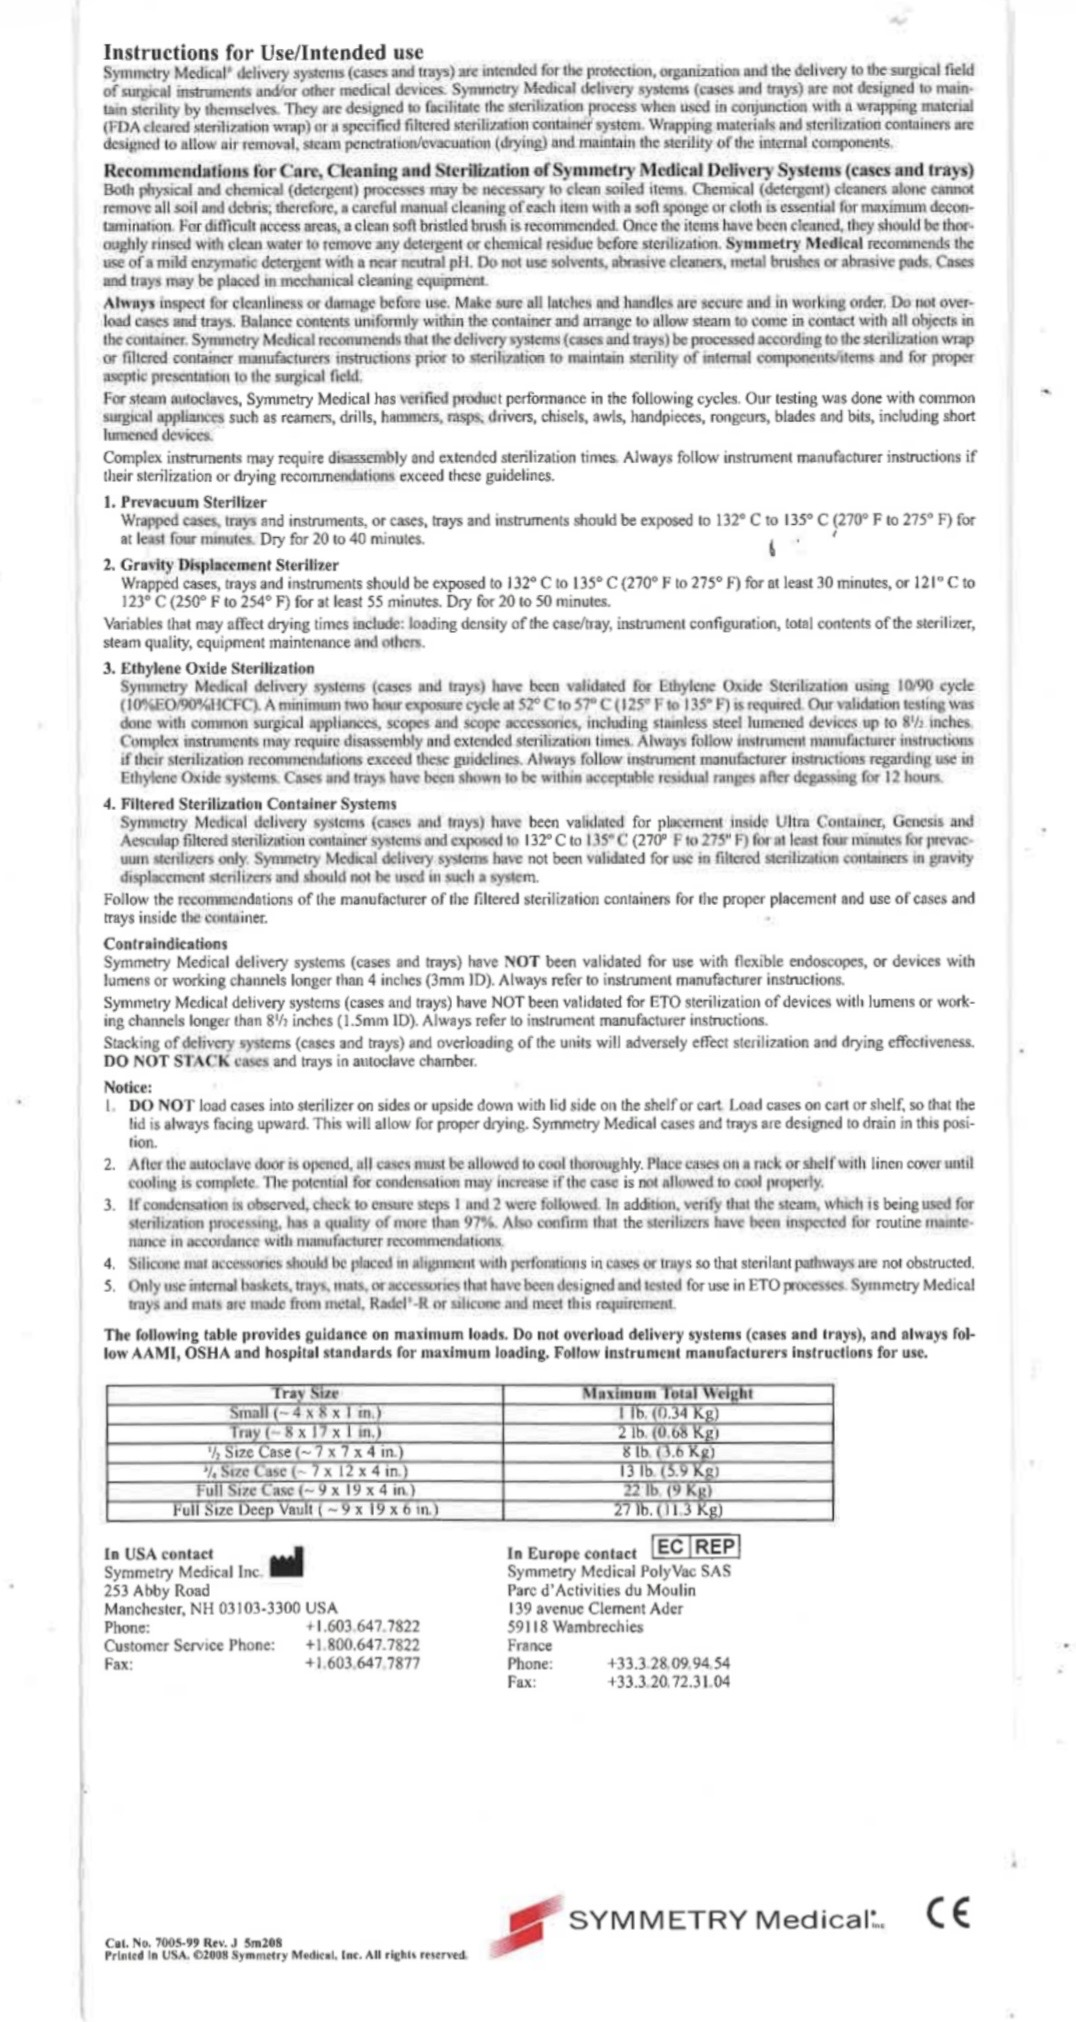 Instructions for Use/Intended use
Symmetry Medical® delivery systems (cases and trays) are intended for the protection, organization and the delivery to the surgical field
of surgical instruments and/or other medical devices. Symmetry Medical delivery systems (cases and trays) are not designed to main-
tain sterility by themselves. They are designed to facilitate the sterilization process when used in conjunction with a wrapping material
(FDA cleared sterilization wrap) or a specified filtered sterilization container system. Wrapping materials and sterilization containers are
designed to allow air removal, steam penetration/evacuation (drying) and maintain the sterility of the internal components.
Recommendations for Care, Cleaning and Sterilization of Symmetry Medical Delivery Systems (cases and trays)
Both physical and chemical (detergent) processes may be necessary to clean soiled items. Chemical (detergent) cleaners alone cannot
remove all soil and debris; therefore, a careful manual cleaning of each item with a soft sponge or cloth is essential for maximum decon-
tamination. For difficult access areas, a clean soft bristled brush is recommended. Once the items have been cleaned, they should be thor-
oughly rinsed with clean water to remove any detergent or chemical residue before sterilization. Symmetry Medical recommends the
use of a mild enzymatic detergent with a near neutral pH. Do not use solvents, abrasive cleaners, metal brushes or abrasive pads. Cases
and trays may be placed in mechanical cleaning equipment.
Always inspect for cleanliness or damage before use. Make sure all latches and handles are secure and in working order. Do not over-
load cases and trays. Balance contents uniformly within the container and arrange to allow steam to come in contact with all objects in
the container. Symmetry Medical recommends that the delivery systems (cases and trays) be processed according to the sterilization wrap
or filtered container manufacturers instructions prior to sterilization to maintain sterility of internal components/items and for proper
aseptic presentation to the surgical field.
For steam autoclaves, Symmetry Medical has verified product performance in the following cycles. Our testing was done with common
surgical appliances such as reamers, drills, hammers, rasps, drivers, chisels, awls, handpieces, rongeurs, blades and bits, including short
lumened devices.
Complex instruments may require disassembly and extended sterilization times. Always follow instrument manufacturer instructions if
their sterilization or drying recommendations exceed these guidelines.
1. Prevacuum Sterilizer
Wrapped cases, trays and instruments, or cases, trays and instruments should be exposed to 132° C to 135° C (270° F to 275° F) for
at least four minutes. Dry for 20 to 40 minutes.
2. Gravity Displacement Sterilizer
Wrapped cases, trays and instruments should be exposed to 132° C to 135° C (270° F to 275° F) for at least 30 minutes, or 121° C to
123° C (250° F to 254° F) for at least 55 minutes. Dry for 20 to 50 minutes.
Variables that may affect drying times include: loading density of the case/tray, instrument configuration, total contents of the sterilizer,
steam quality, equipment maintenance and others.
3. Ethylene Oxide Sterilization
Symmetry Medical delivery systems (cases and trays) have been validated for Ethylene Oxide Sterilization using 10/90 cycle
(10%EO/90%HCFC). A minimum two hour exposure cycle at 52° C to 57° C (125° F to 135° F) is required. Our validation testing was
done with common surgical appliances, scopes and scope accessories, including stainless steel lumened devices up to 8½ inches.
Complex instruments may require disassembly and extended sterilization times. Always follow instrument manufacturer instructions
if their sterilization recommendations exceed these guidelines. Always follow instrument manufacturer instructions regarding use in
Ethylene Oxide systems. Cases and trays have been shown to be within acceptable residual ranges after degassing for 12 hours.
4. Filtered Sterilization Container Systems
Symmetry Medical delivery systems (cases and trays) have been validated for placement inside Ultra Container, Genesis and
Aesculap filtered sterilization container systems and exposed to 132° C to 135° C (270° F to 275° F) for at least four minutes for prevac-
uum sterilizers only. Symmetry Medical delivery systems have not been validated for use in filtered sterilization containers in gravity
displacement sterilizers and should not be used in such a system.
Follow the recommendations of the manufacturer of the filtered sterilization containers for the proper placement and use of cases and
trays inside the container.
Contraindications
Symmetry Medical delivery systems (cases and trays) have NOT been validated for use with flexible endoscopes, or devices with
lumens or working channels longer than 4 inches (3mm ID). Always refer to instrument manufacturer instructions.
Symmetry Medical delivery systems (cases and trays) have NOT been validated for ETO sterilization of devices with lumens or work-
ing channels longer than 8½ inches (1.5mm ID). Always refer to instrument manufacturer instructions.
Stacking of delivery systems (cases and trays) and overloading of the units will adversely effect sterilization and drying effectiveness.
DO NOT STACK cases and trays in autoclave chamber.
Notice:
1. DO NOT load cases into sterilizer on sides or upside down with lid side on the shelf or cart. Load cases on cart or shelf, so that the
lid is always facing upward. This will allow for proper drying. Symmetry Medical cases and trays are designed to drain in this posi-
tion.
2. After the autoclave door is opened, all cases must be allowed to cool thoroughly. Place cases on a rack or shelf with linen cover until
cooling is complete. The potential for condensation may increase if the case is not allowed to cool properly.
3. If condensation is observed, check to ensure steps 1 and 2 were followed. In addition, verify that the steam, which is being used for
sterilization processing, has a quality of more than 97%. Also confirm that the sterilizers have been inspected for routine mainte-
nance in accordance with manufacturer recommendations.
4. Silicone mat accessories should be placed in alignment with perforations in cases or trays so that sterilant pathways are not obstructed.
5. Only use internal baskets, trays, mats, or accessories that have been designed and tested for use in ETO processes. Symmetry Medical
trays and mats are made from metal, Radel®-R or silicone and meet this requirement.
The following table provides guidance on maximum loads. Do not overload delivery systems (cases and trays), and always fol-
low AAMI, OSHA and hospital standards for maximum loading. Follow instrument manufacturers instructions for use.
Tray Size Maximum Total Weight
Small (~ 4 x 8 x 1 in.) 1 lb. (0.34 Kg)
Tray (~ 8 x 17 x 1 in.) 2 lb. (0.68 Kg)
½ Size Case (~ 7 x 7 x 4 in.) 8 lb. (3.6 Kg)
¾ Size Case (~ 7 x 12 x 4 in.) 13 lb. (5.9 Kg)
Full Size Case (~ 9 x 19 x 4 in.) 22 lb. (9 Kg)
Full Size Deep Vault ( ~ 9 x 19 x 6 in.) 27 lb. (11.3 Kg)
In USA contact
Symmetry Medical Inc.
253 Abby Road
Manchester, NH 03103-3300 USA
Phone: +1.603.647.7822
Customer Service Phone: +1.800.647.7822
Fax: +1.603.647.7877
In Europe contact EC REP
Symmetry Medical PolyVac SAS
Parc d'Activities du Moulin
139 avenue Clement Ader
59118 Wambrechies
France
Phone: +33.3.28.09.94.54
Fax: +33.3.20.72.31.04
SYMMETRY Medical Inc. CE
Cat. No. 7005-99 Rev. J 5m208
Printed in USA. ©2008 Symmetry Medical, Inc. All rights reserved.